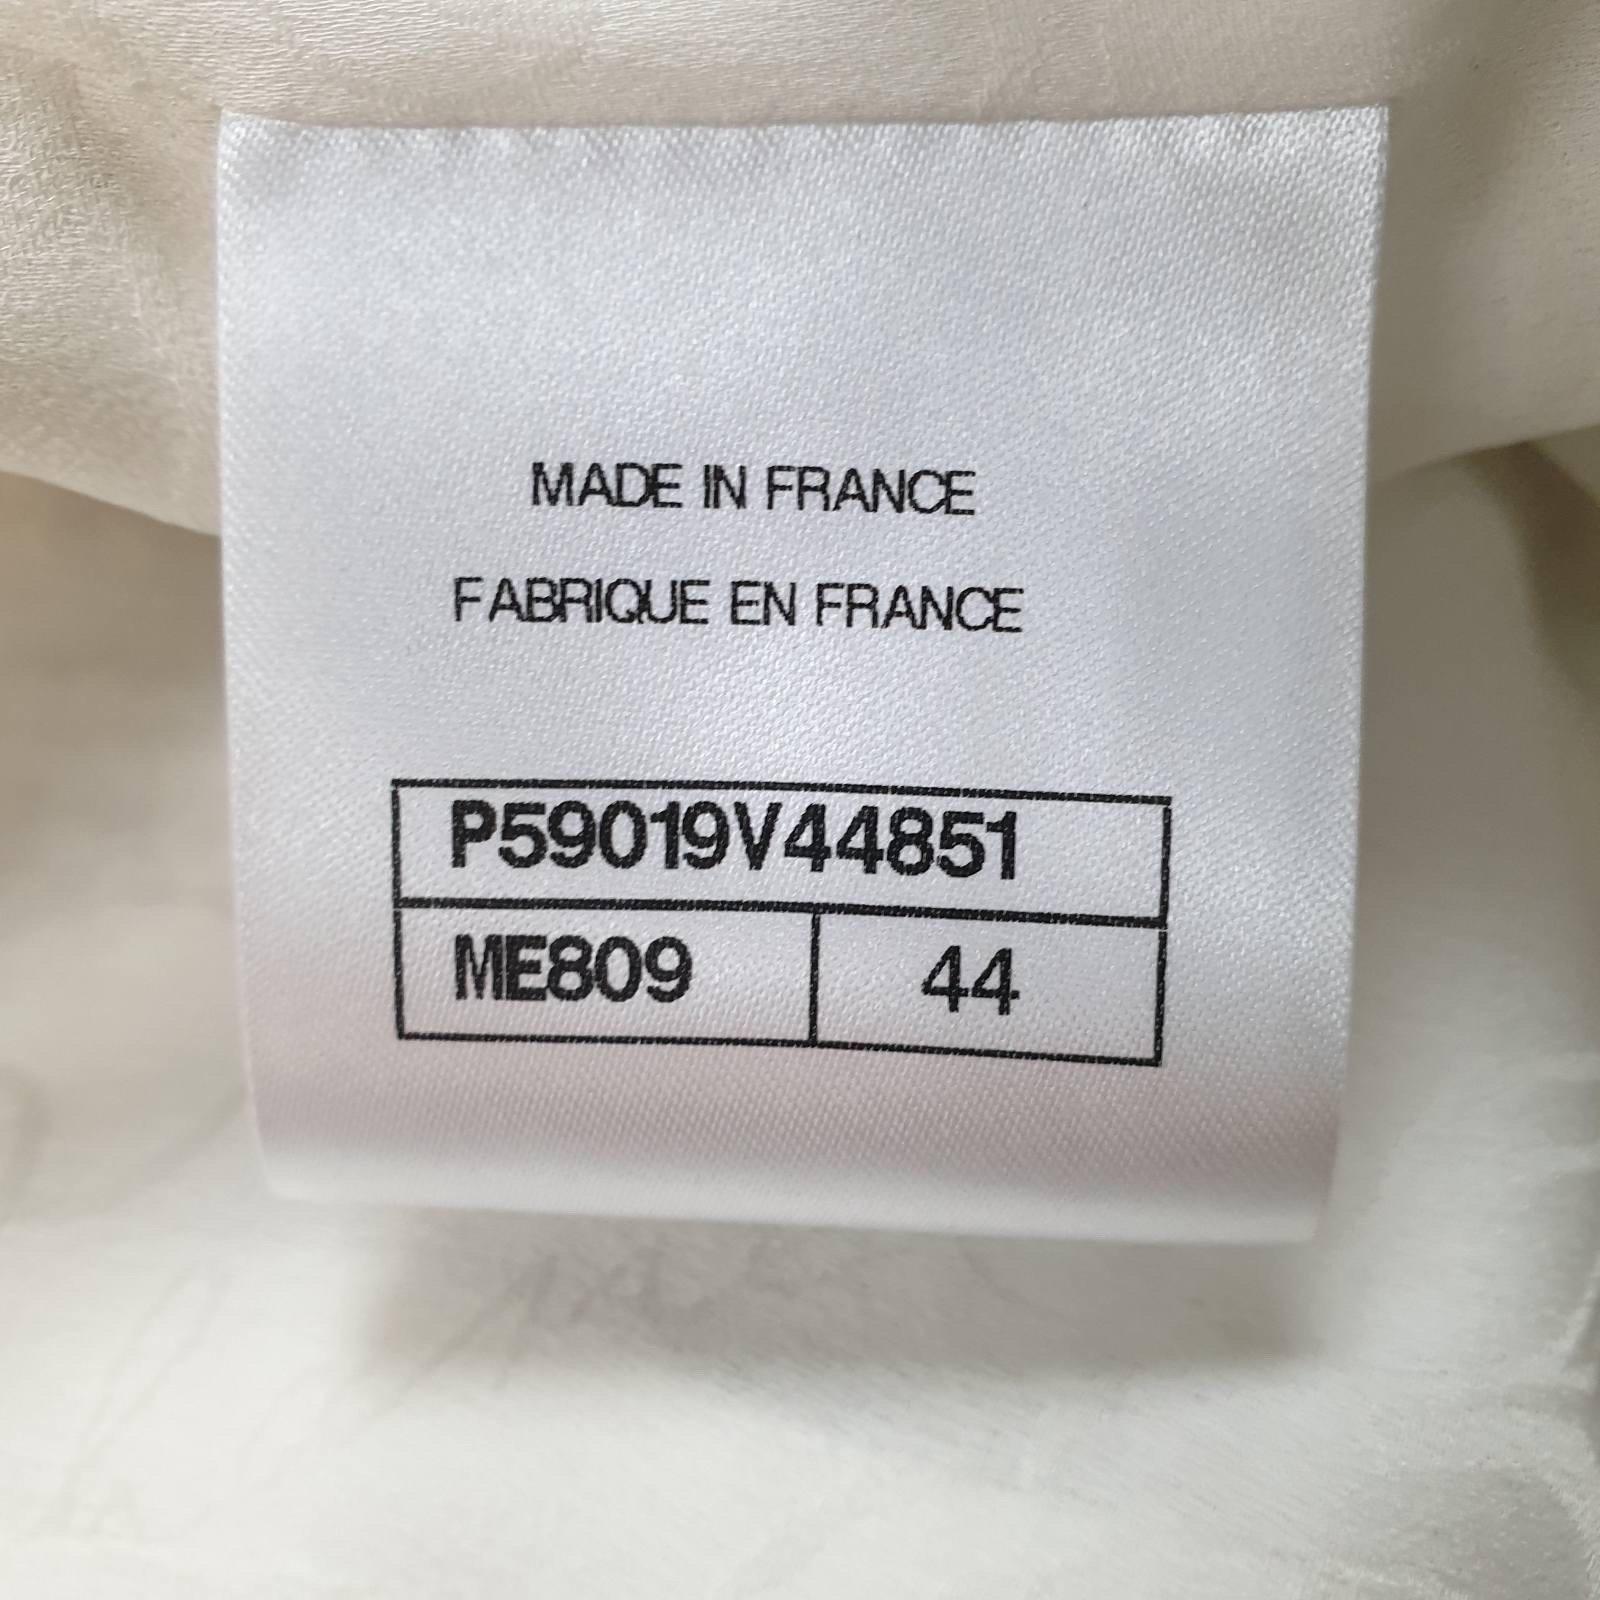 MADE IN FRANCE
FABRIQUE EN FRANCE
P59019V44851
ME809 44